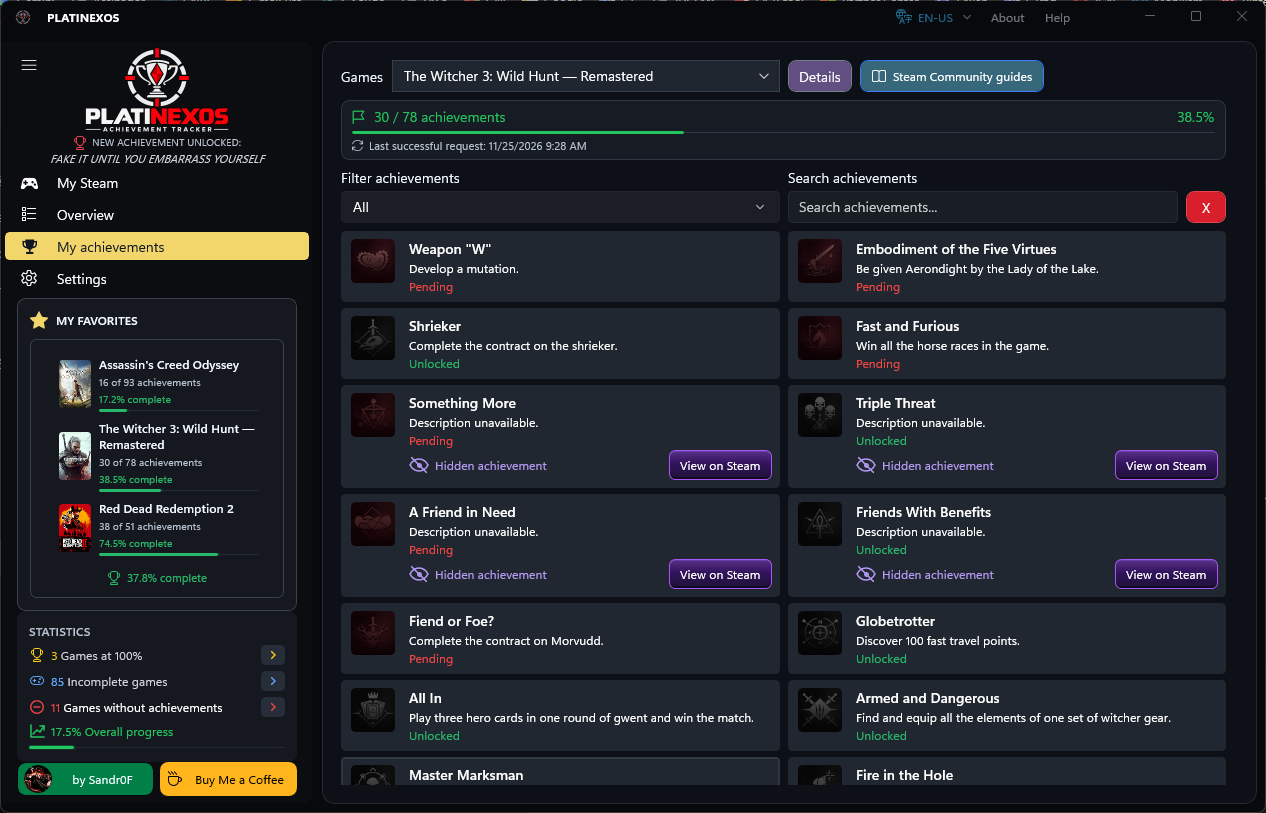 PLATINEXOS
EN-US
About
Help
PLATINEXOS
ACHIEVEMENT TRACKER
NEW ACHIEVEMENT UNLOCKED:
FAKE IT UNTIL YOU EMBARRASS YOURSELF
My Steam
Overview
My achievements
Settings
MY FAVORITES
Assassin's Creed Odyssey
16 of 93 achievements
17.2% complete
The Witcher 3: Wild Hunt —
Remastered
30 of 78 achievements
38.5% complete
Red Dead Redemption 2
38 of 51 achievements
74.5% complete
37.8% complete
STATISTICS
3 Games at 100%
85 Incomplete games
11 Games without achievements
17.5% Overall progress
by Sandr0F
Buy Me a Coffee
Games
The Witcher 3: Wild Hunt — Remastered
Details
Steam Community guides
30 / 78 achievements
38.5%
Last successful request: 11/25/2026 9:28 AM
Filter achievements
All
Search achievements
Search achievements...
X
Weapon "W"
Develop a mutation.
Pending
Embodiment of the Five Virtues
Be given Aerondight by the Lady of the Lake.
Pending
Shrieker
Complete the contract on the shrieker.
Unlocked
Fast and Furious
Win all the horse races in the game.
Pending
Something More
Description unavailable.
Pending
Hidden achievement
View on Steam
Triple Threat
Description unavailable.
Unlocked
Hidden achievement
View on Steam
A Friend in Need
Description unavailable.
Pending
Hidden achievement
View on Steam
Friends With Benefits
Description unavailable.
Unlocked
Hidden achievement
View on Steam
Fiend or Foe?
Complete the contract on Morvudd.
Pending
Globetrotter
Discover 100 fast travel points.
Unlocked
All In
Play three hero cards in one round of gwent and win the match.
Unlocked
Armed and Dangerous
Find and equip all the elements of one set of witcher gear.
Unlocked
Master Marksman
Fire in the Hole